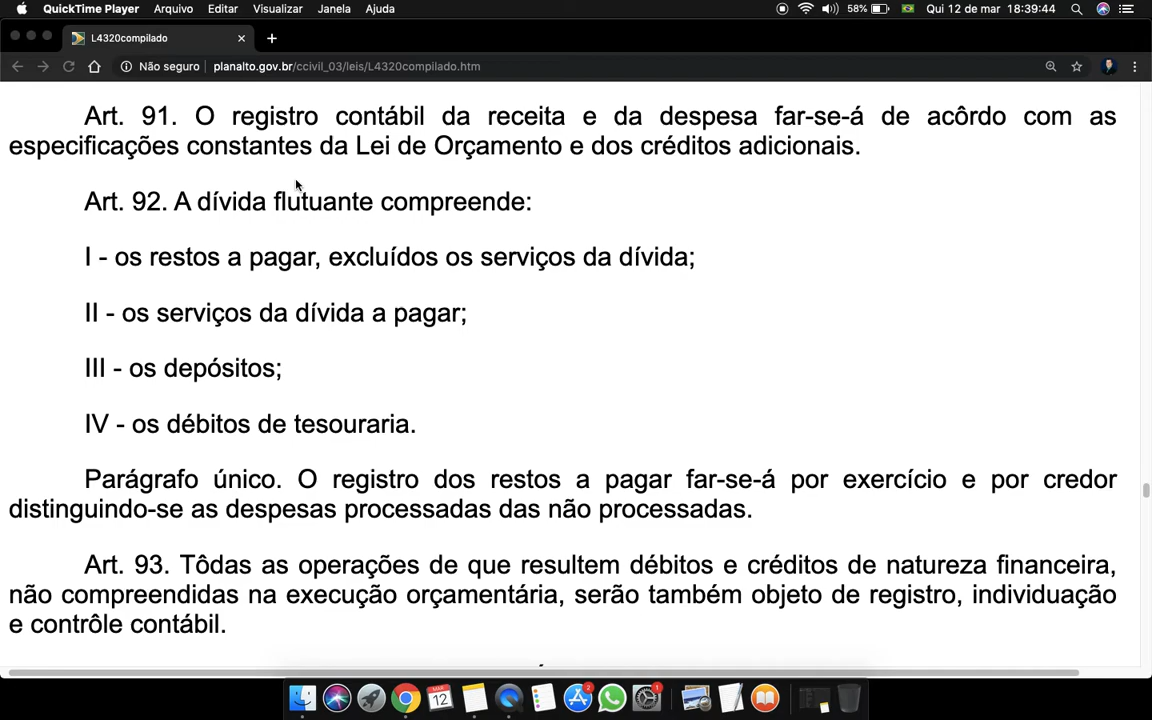 QuickTime Player Arquivo Editar Visualizar Janela Ajuda 58% Qui 12 de mar 18:39:44
L4320compilado
Não seguro planalto.gov.br/ccivil_03/leis/L4320compilado.htm
Art. 91. O registro contábil da receita e da despesa far-se-á de acôrdo com as
especificações constantes da Lei de Orçamento e dos créditos adicionais.
Art. 92. A dívida flutuante compreende:
I - os restos a pagar, excluídos os serviços da dívida;
II - os serviços da dívida a pagar;
III - os depósitos;
IV - os débitos de tesouraria.
Parágrafo único. O registro dos restos a pagar far-se-á por exercício e por credor
distinguindo-se as despesas processadas das não processadas.
Art. 93. Tôdas as operações de que resultem débitos e créditos de natureza financeira,
não compreendidas na execução orçamentária, serão também objeto de registro, individuação
e contrôle contábil.
MAR
12
2
1